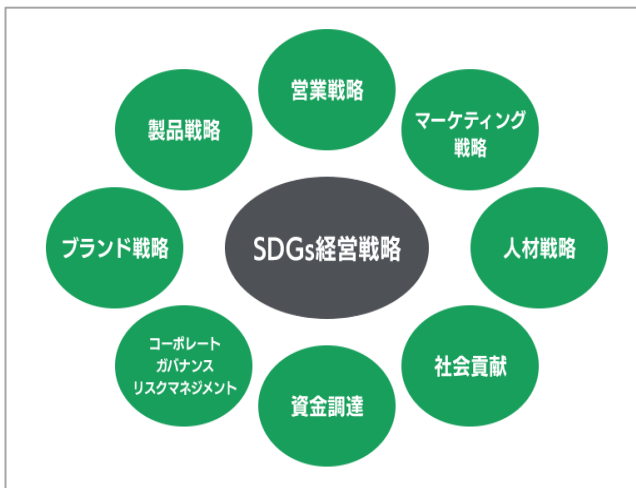 営業戦略
製品戦略
マーケティング
戦略
ブランド戦略
SDGs経営戦略
人材戦略
コーポレート
ガバナンス
リスクマネジメント
社会貢献
資金調達